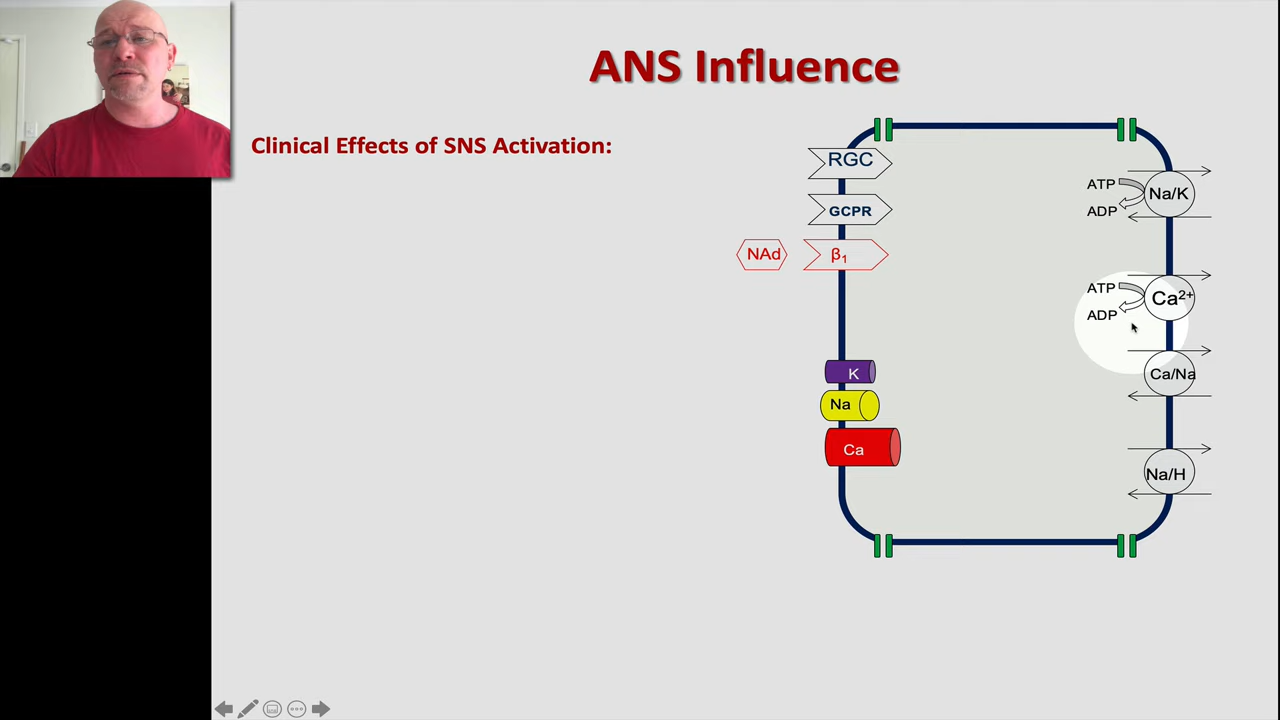 ANS Influence
Clinical Effects of SNS Activation:
RGC
GCPR
NAd
β₁
K
Na
Ca
ATP
ADP
Na/K
ATP
ADP
Ca²⁺
Ca/Na
Na/H